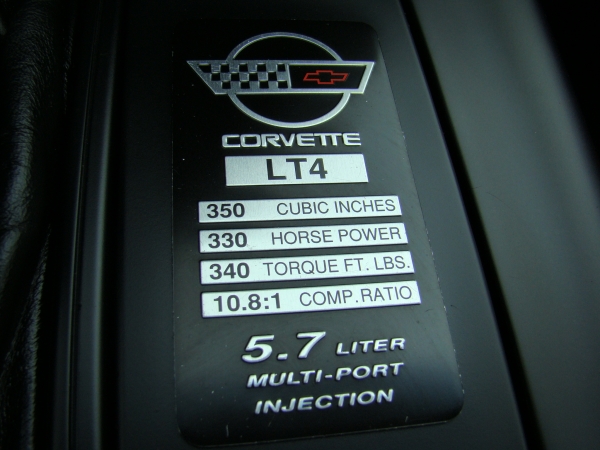 CORVETTE
LT4
350 CUBIC INCHES
330 HORSE POWER
340 TORQUE FT. LBS.
10.8:1 COMP. RATIO
5.7 LITER
MULTI-PORT
INJECTION